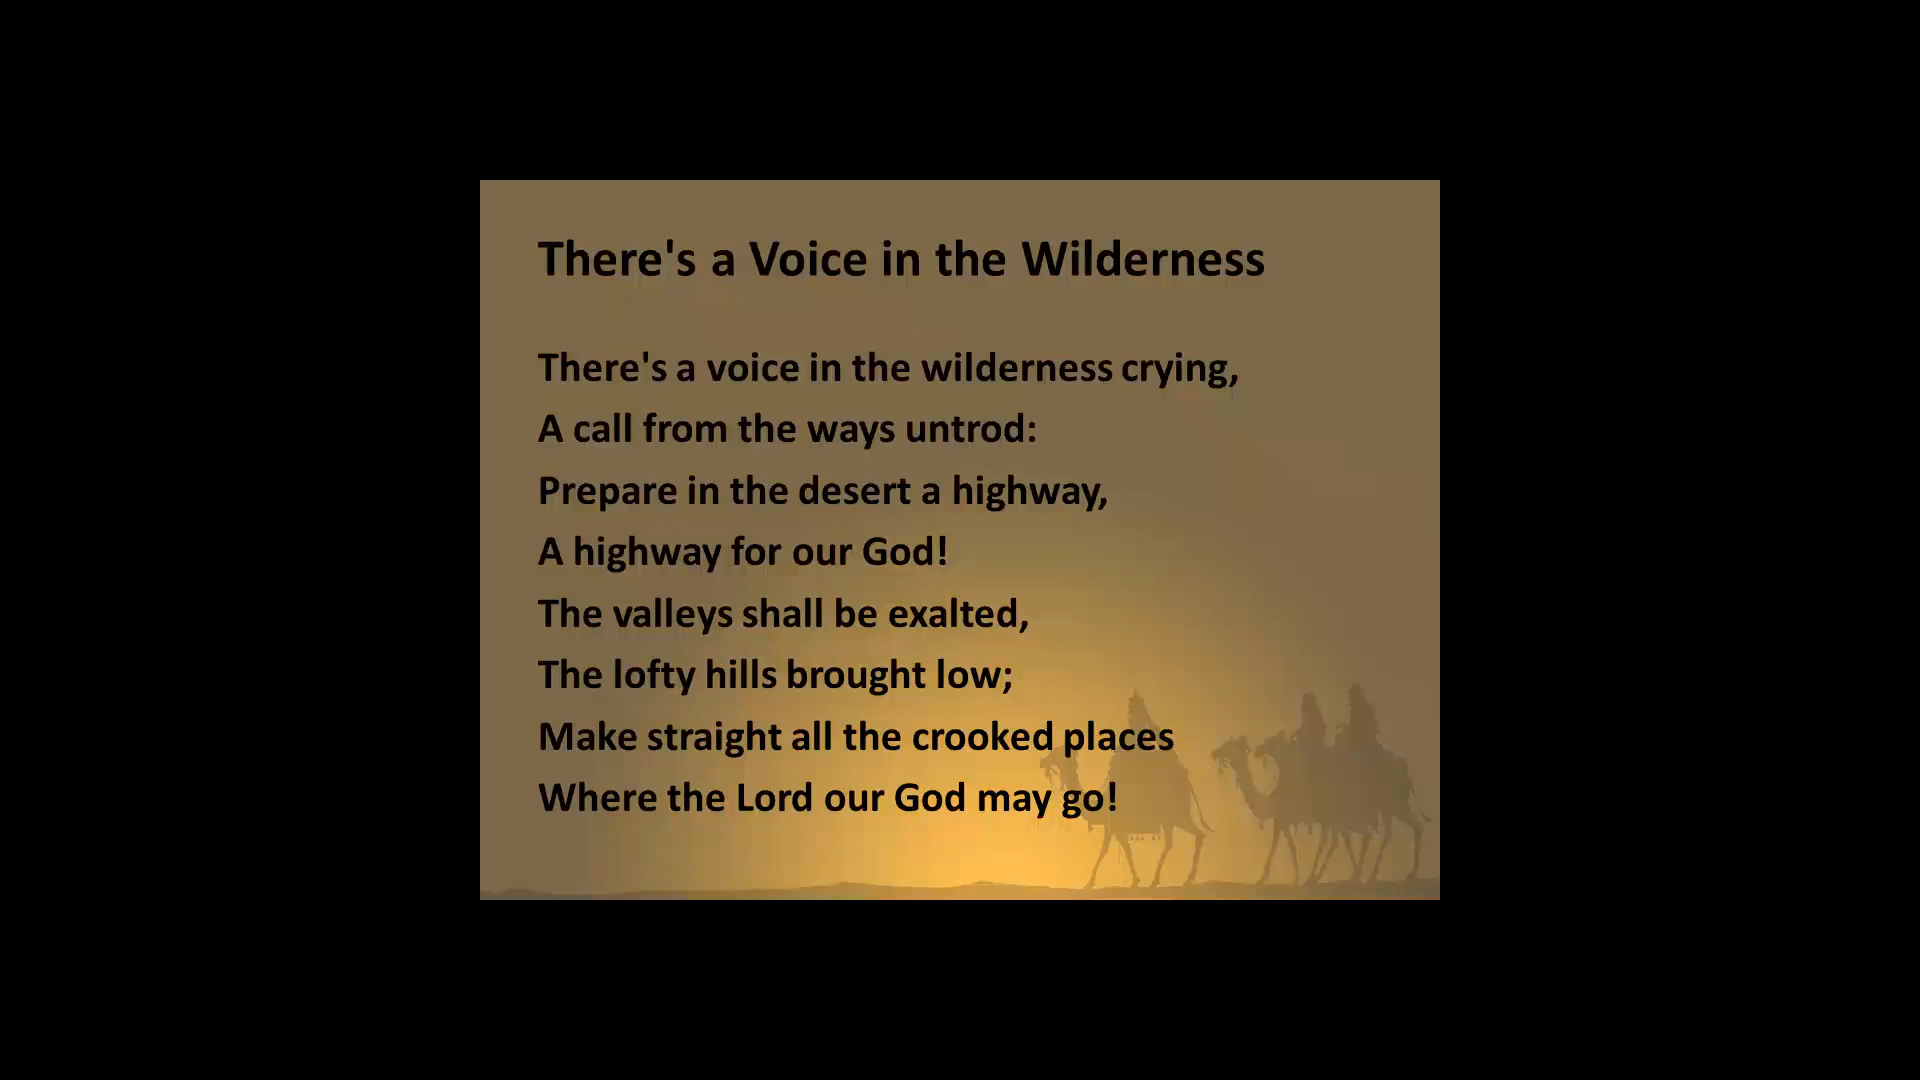 There's a Voice in the Wilderness
There's a voice in the wilderness crying,
A call from the ways untrod:
Prepare in the desert a highway,
A highway for our God!
The valleys shall be exalted,
The lofty hills brought low;
Make straight all the crooked places
Where the Lord our God may go!